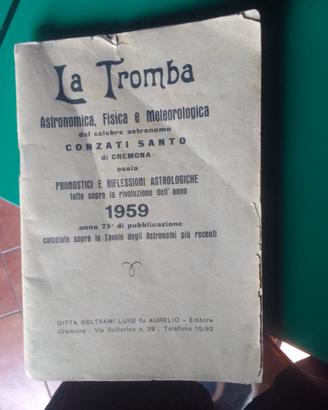 La Tromba
Astronomica, Fisica e Meteorologica
del celebre astronomo
CONZATI SANTO
di CREMONA
ossia
PRONOSTICI E RIFLESSIONI ASTROLOGICHE
fatte sopra la rivoluzione dell' anno
1959
anno 75° di pubblicazione
calcolate sopra le Tavole degli Astronomi più recenti
DITTA BELTRAMI LUIGI fu AURELIO - Editore
Cremona - Via Solferino n. 29 - Telefono 15.92